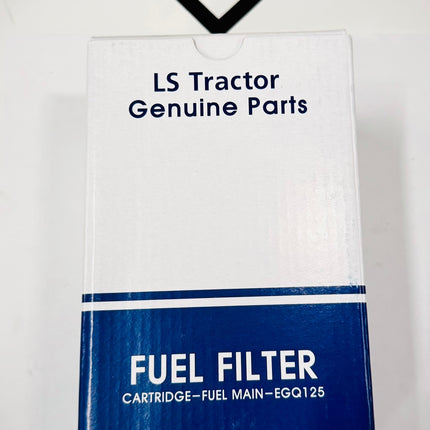 LS Tractor
Genuine Parts
FUEL FILTER
CARTRIDGE-FUEL MAIN-EGQ125